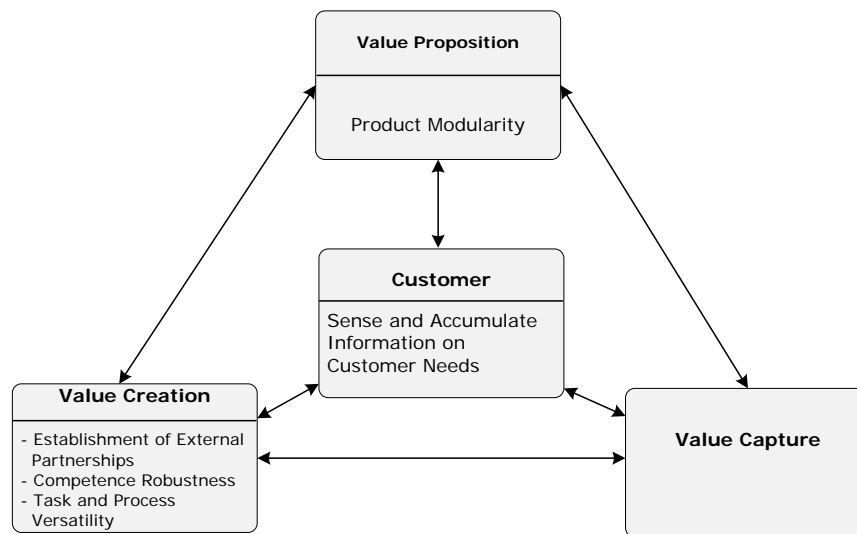 Value Proposition
Product Modularity
Customer
Sense and Accumulate
Information on
Customer Needs
Value Creation
- Establishment of External
Partnerships
- Competence Robustness
- Task and Process
Versatility
Value Capture